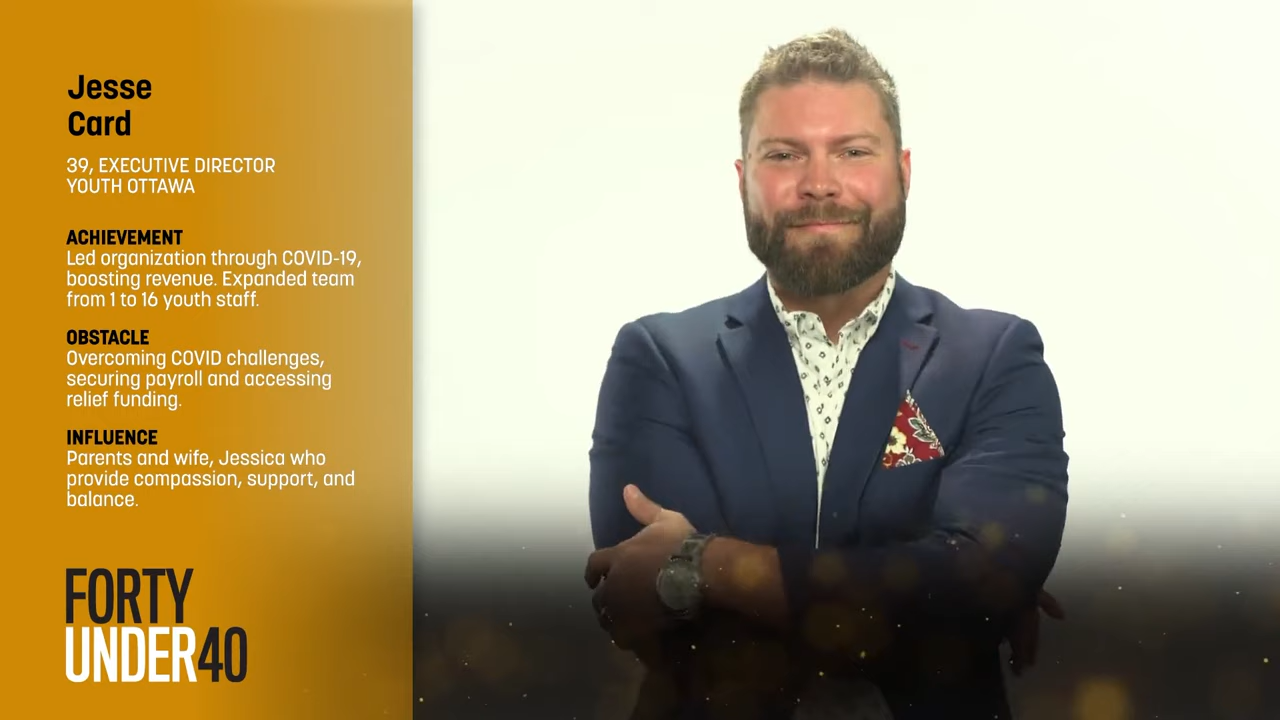 Jesse
Card
39, EXECUTIVE DIRECTOR
YOUTH OTTAWA
ACHIEVEMENT
Led organization through COVID-19,
boosting revenue. Expanded team
from 1 to 16 youth staff.
OBSTACLE
Overcoming COVID challenges,
securing payroll and accessing
relief funding.
INFLUENCE
Parents and wife, Jessica who
provide compassion, support, and
balance.
FORTY
UNDER40